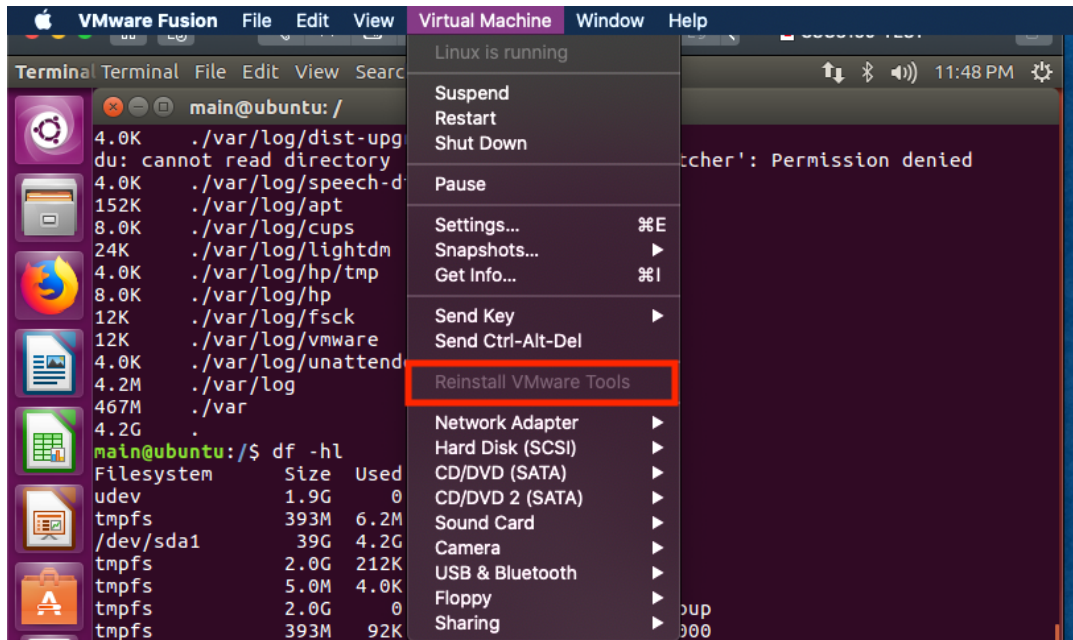 VMware Fusion File Edit View Virtual Machine Window Help
Linux is running
Terminal Terminal File Edit View Searc 11:48 PM
main@ubuntu: /
Suspend
Restart
Shut Down
Pause
Settings... ⌘E
Snapshots... ▶
Get Info... ⌘I
Send Key ▶
Send Ctrl-Alt-Del
Reinstall VMware Tools
Network Adapter ▶
Hard Disk (SCSI) ▶
CD/DVD (SATA) ▶
CD/DVD 2 (SATA) ▶
Sound Card ▶
Camera ▶
USB & Bluetooth ▶
Floppy ▶
Sharing ▶
4.0K ./var/log/dist-upg
du: cannot read directory tcher': Permission denied
4.0K ./var/log/speech-d
152K ./var/log/apt
8.0K ./var/log/cups
24K ./var/log/lightdm
4.0K ./var/log/hp/tmp
8.0K ./var/log/hp
12K ./var/log/fsck
12K ./var/log/vmware
4.0K ./var/log/unattend
4.2M ./var/log
467M ./var
4.2G .
main@ubuntu:/$ df -hl
Filesystem Size Used
udev 1.9G 0
tmpfs 393M 6.2M
/dev/sda1 39G 4.2G
tmpfs 2.0G 212K
tmpfs 5.0M 4.0K
tmpfs 2.0G 0 oup
tmpfs 393M 92K 000